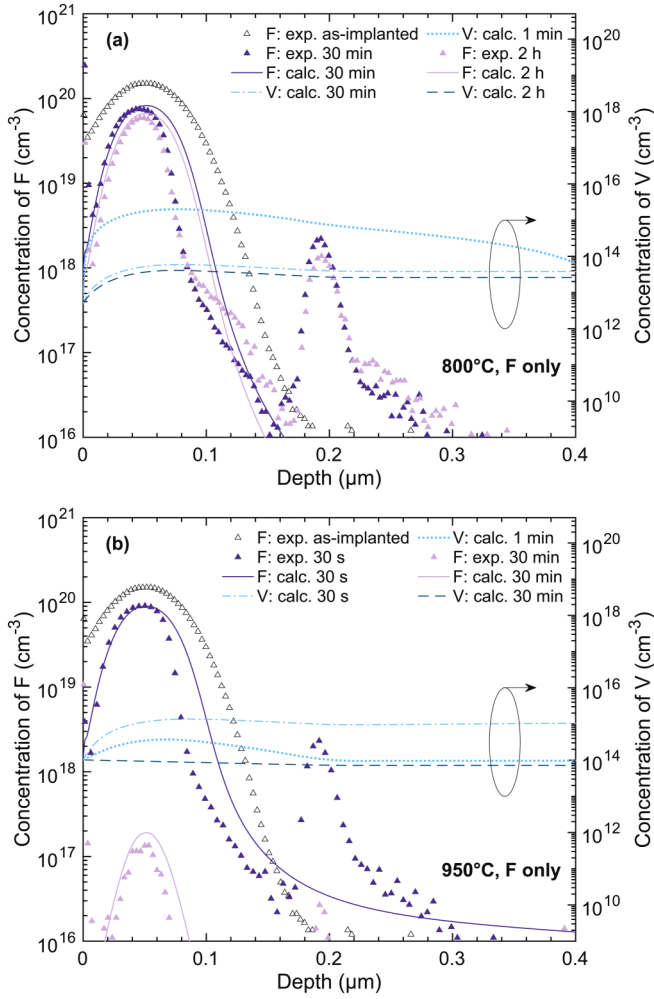 (a)
F: exp. as-implanted
F: exp. 30 min
F: calc. 30 min
V: calc. 30 min
V: calc. 1 min
F: exp. 2 h
F: calc. 2 h
V: calc. 2 h
10²¹
10²⁰
10¹⁹
10¹⁸
10¹⁷
10¹⁶
Concentration of F (cm⁻³)
10²⁰
10¹⁸
10¹⁶
10¹⁴
10¹²
10¹⁰
Concentration of V (cm⁻³)
800°C, F only
0 0.1 0.2 0.3 0.4
Depth (µm)
(b)
F: exp. as-implanted
F: exp. 30 s
F: calc. 30 s
V: calc. 30 s
V: calc. 1 min
F: exp. 30 min
F: calc. 30 min
V: calc. 30 min
10²¹
10²⁰
10¹⁹
10¹⁸
10¹⁷
10¹⁶
Concentration of F (cm⁻³)
10²⁰
10¹⁸
10¹⁶
10¹⁴
10¹²
10¹⁰
Concentration of V (cm⁻³)
950°C, F only
0 0.1 0.2 0.3 0.4
Depth (µm)